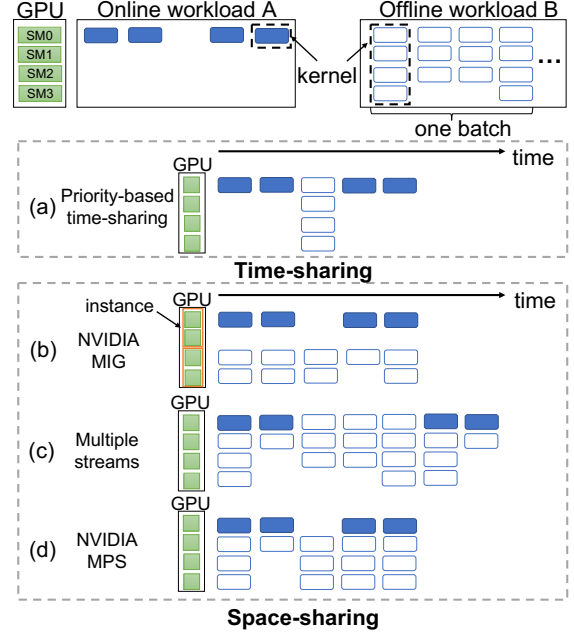 GPU
Online workload A
Offline workload B
SM0
SM1
SM2
SM3
kernel
...
one batch
time
GPU
(a)
Priority-based
time-sharing
Time-sharing
instance
GPU
time
(b)
NVIDIA
MIG
GPU
(c)
Multiple
streams
GPU
(d)
NVIDIA
MPS
Space-sharing